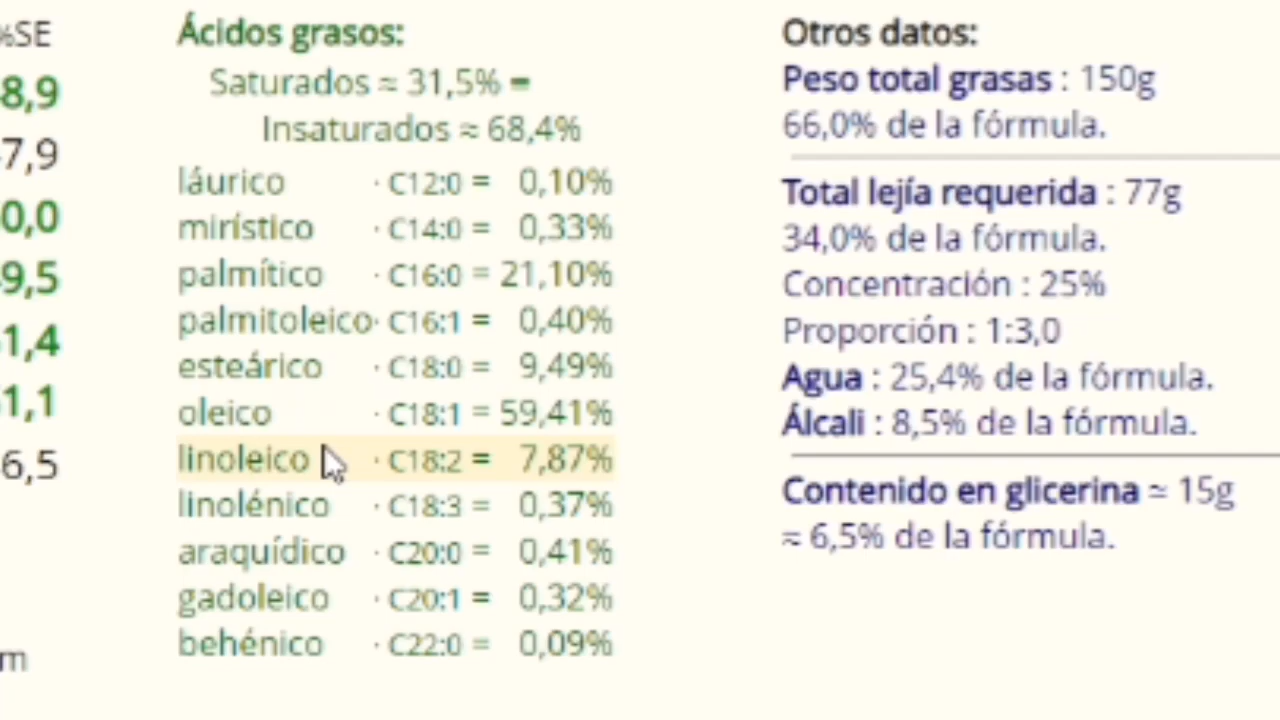 %SE
8,9
7,9
0,0
9,5
1,4
1,1
6,5
m
Ácidos grasos:
Saturados ≈ 31,5% =
Insaturados ≈ 68,4%
láurico · C12:0 = 0,10%
mirístico · C14:0 = 0,33%
palmítico · C16:0 = 21,10%
palmitoleico · C16:1 = 0,40%
esteárico · C18:0 = 9,49%
oleico · C18:1 = 59,41%
linoleico · C18:2 = 7,87%
linolénico · C18:3 = 0,37%
araquídico · C20:0 = 0,41%
gadoleico · C20:1 = 0,32%
behénico · C22:0 = 0,09%
Otros datos:
Peso total grasas : 150g
66,0% de la fórmula.
Total lejía requerida : 77g
34,0% de la fórmula.
Concentración : 25%
Proporción : 1:3,0
Agua : 25,4% de la fórmula.
Álcali : 8,5% de la fórmula.
Contenido en glicerina ≃ 15g
≃ 6,5% de la fórmula.